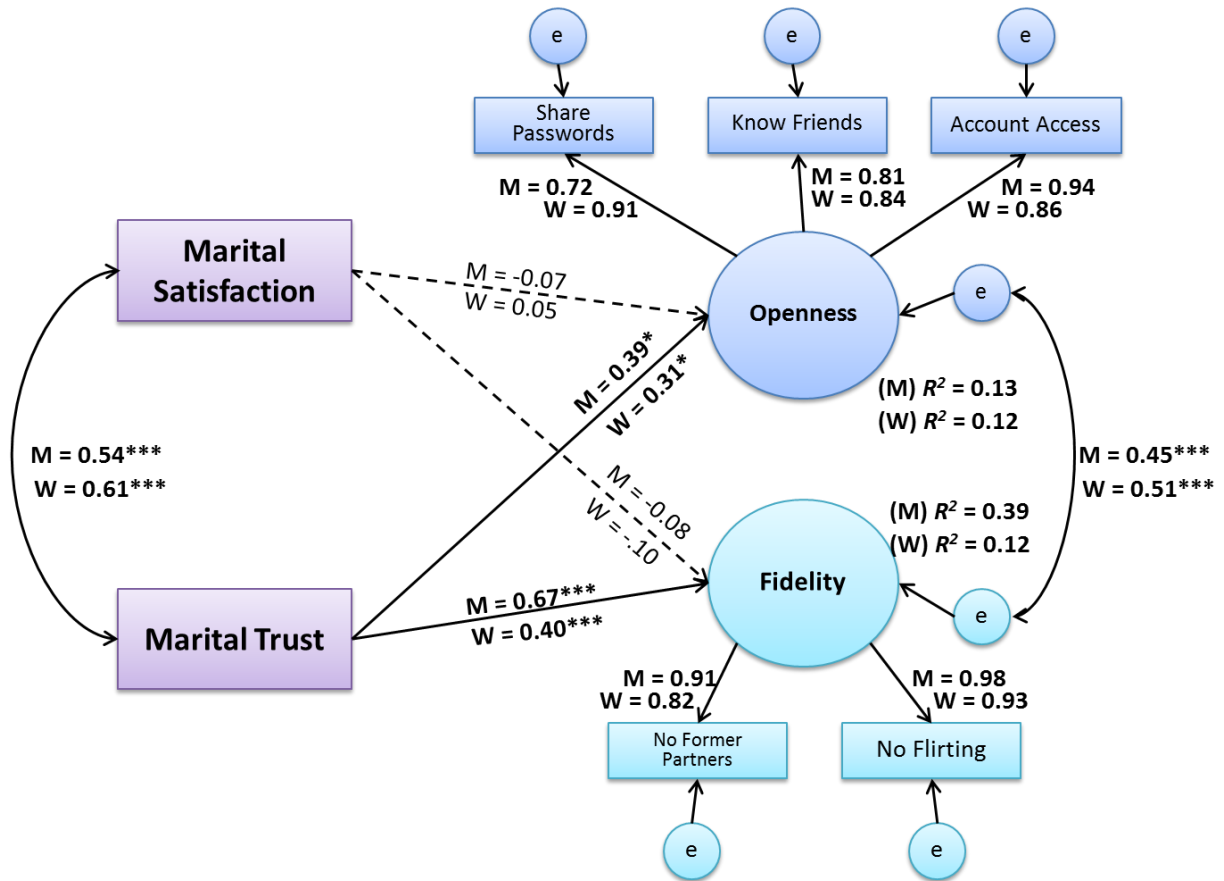 e
e
e
Share
Passwords
Know Friends
Account Access
M = 0.72
W = 0.91
M = 0.81
W = 0.84
M = 0.94
W = 0.86
Marital
Satisfaction
M = -0.07
W = 0.05
Openness
e
M = 0.39*
W = 0.31*
(M) R² = 0.13
(W) R² = 0.12
M = 0.54***
W = 0.61***
M = 0.45***
W = 0.51***
M = -0.08
W = -.10
(M) R² = 0.39
(W) R² = 0.12
Marital Trust
M = 0.67***
W = 0.40***
Fidelity
e
M = 0.91
W = 0.82
M = 0.98
W = 0.93
No Former
Partners
No Flirting
e
e